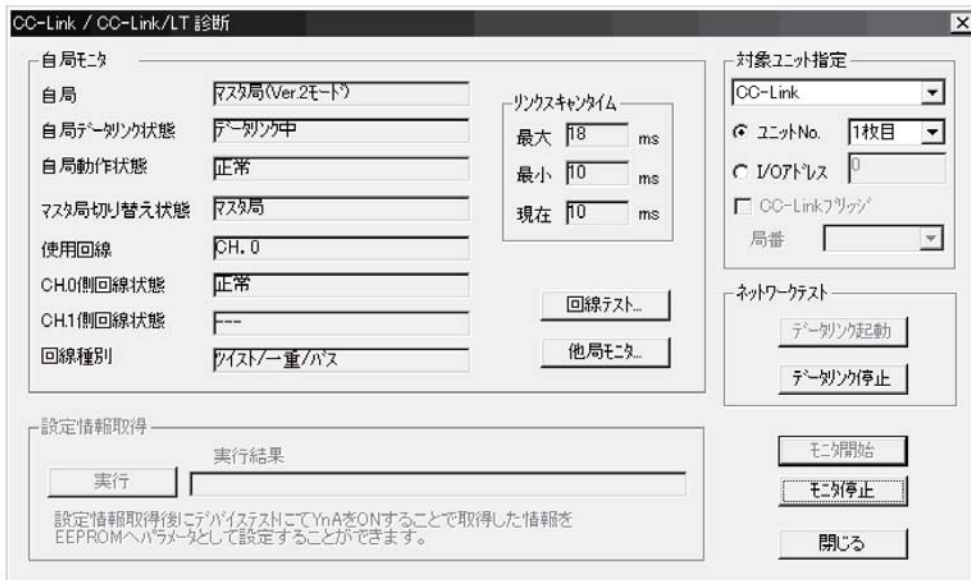 CC-Link / CC-Link/LT 診断
自局モニタ
自局 マスタ局(Ver.2モード)
自局データリンク状態 データリンク中
自局動作状態 正常
マスタ局切り替え状態 マスタ局
使用回線 CH.0
CH.0側回線状態 正常
CH.1側回線状態 ---
回線種別 ツイスト/一重/バス
リンクスキャンタイム
最大 18 ms
最小 10 ms
現在 10 ms
回線テスト...
他局モニタ...
対象ユニット指定
CC-Link
ユニットNo. 1枚目
I/Oアドレス 0
CC-Linkブリッジ
局番
ネットワークテスト
データリンク起動
データリンク停止
設定情報取得
実行結果
実行
設定情報取得後にデバイステストにてYnAをONすることで取得した情報を
EEPROMへパラメータとして設定することができます。
モニタ開始
モニタ停止
閉じる